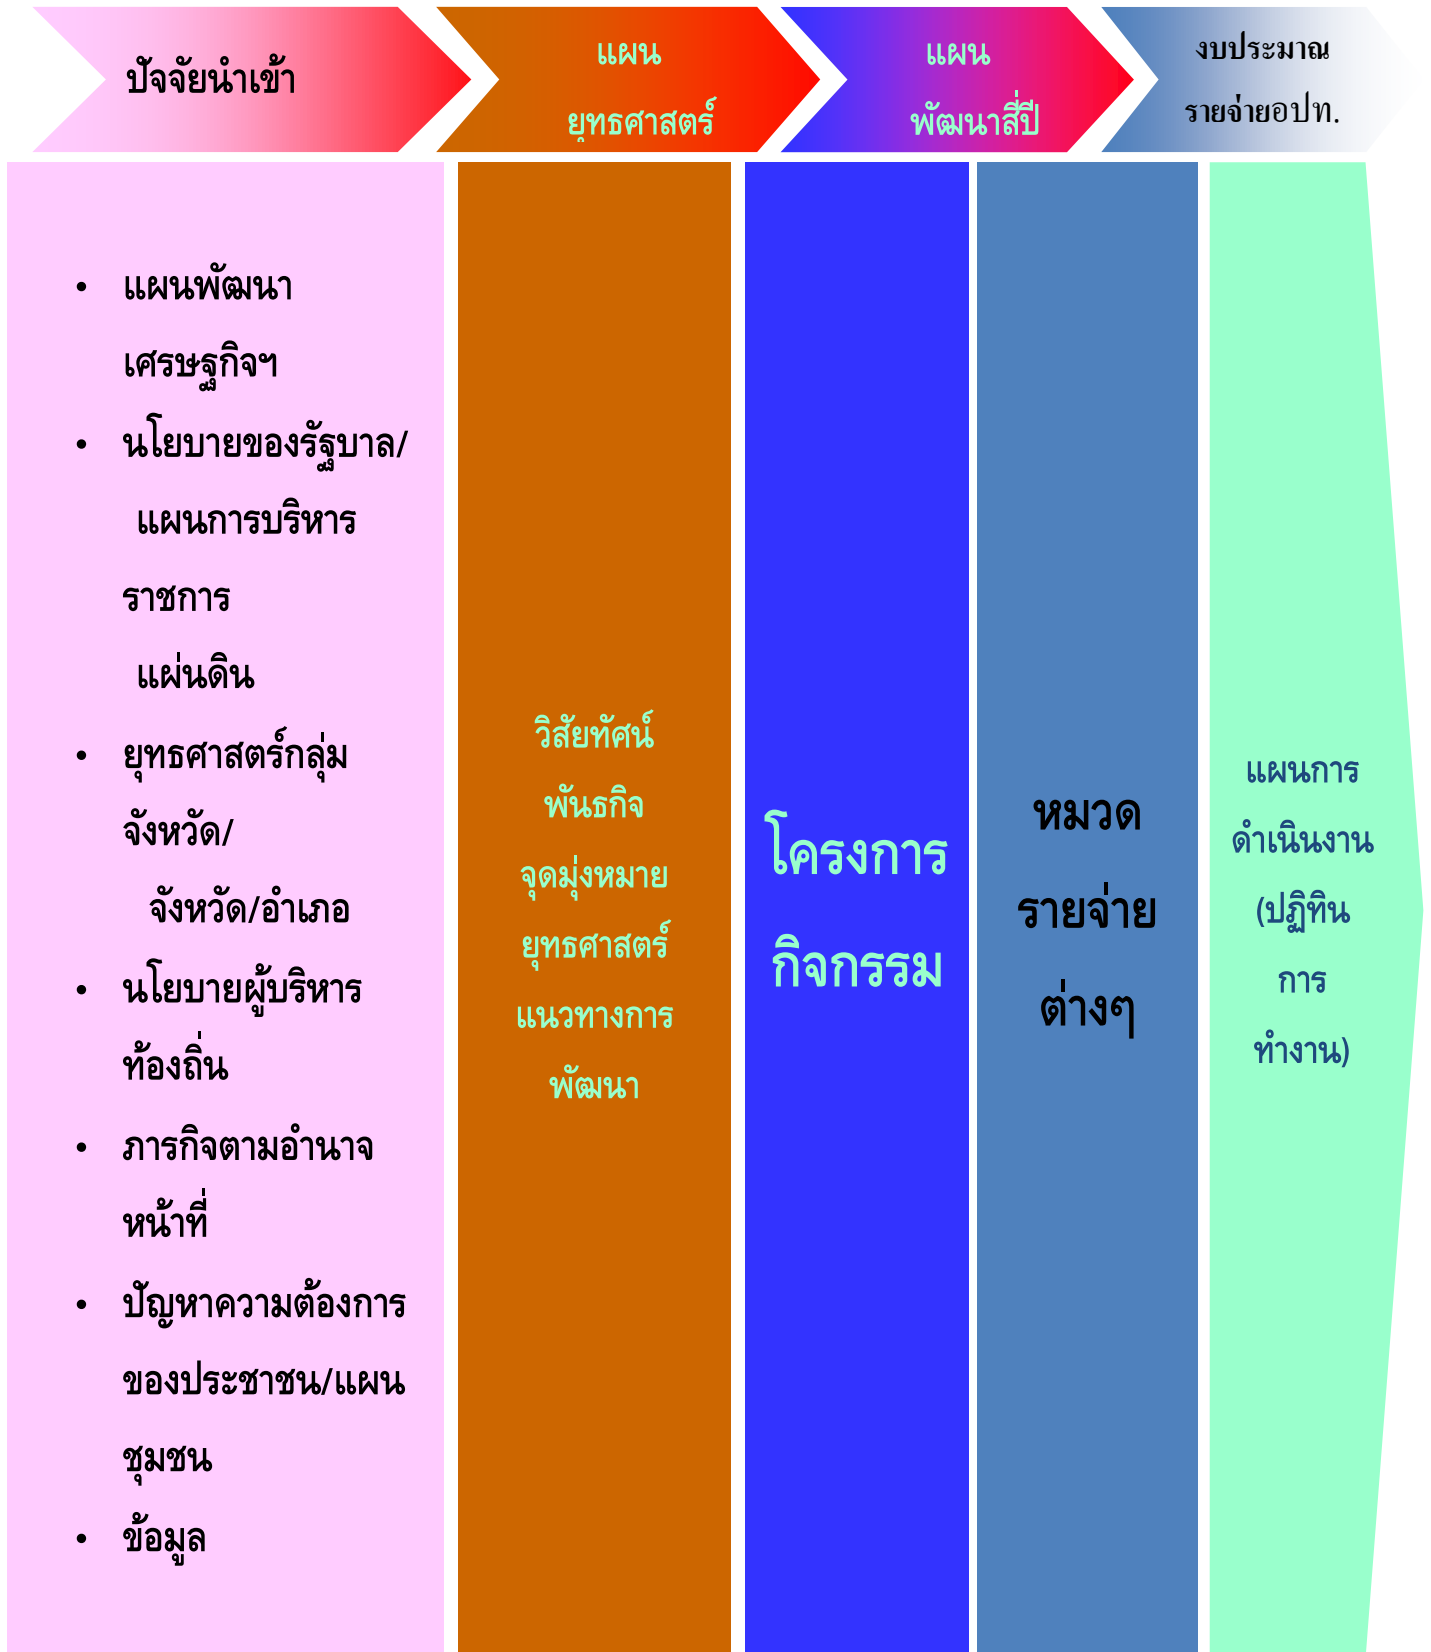 ปัจจัยนำเข้า
แผน
ยุทธศาสตร์
แผน
พัฒนาสี่ปี
งบประมาณ
รายจ่ายอปท.
• แผนพัฒนา
เศรษฐกิจฯ
• นโยบายของรัฐบาล/
แผนการบริหาร
ราชการ
แผ่นดิน
• ยุทธศาสตร์กลุ่ม
จังหวัด/
จังหวัด/อำเภอ
• นโยบายผู้บริหาร
ท้องถิ่น
• ภารกิจตามอำนาจ
หน้าที่
• ปัญหาความต้องการ
ของประชาชน/แผน
ชุมชน
• ข้อมูล
วิสัยทัศน์
พันธกิจ
จุดมุ่งหมาย
ยุทธศาสตร์
แนวทางการ
พัฒนา
โครงการ
กิจกรรม
หมวด
รายจ่าย
ต่างๆ
แผนการ
ดำเนินงาน
(ปฏิทิน
การ
ทำงาน)